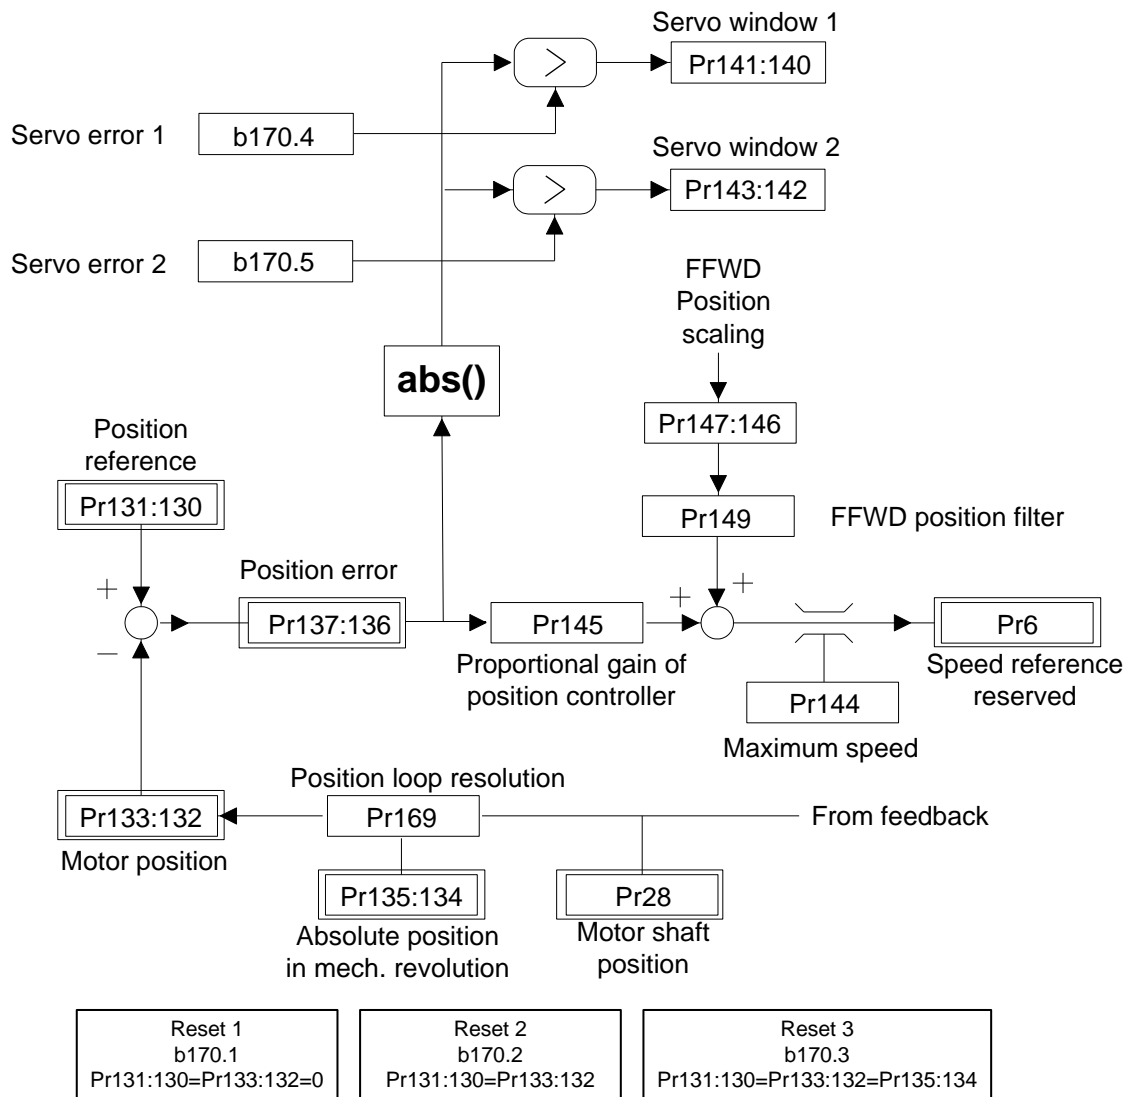 Servo window 1
Pr141:140
>
Servo error 1
b170.4
Servo window 2
Pr143:142
>
Servo error 2
b170.5
FFWD
Position
scaling
abs()
Pr147:146
Position
reference
Pr131:130
Pr149
FFWD position filter
+
Position error
+
+
Pr137:136
Pr145
Pr6
−
Proportional gain of
position controller
Speed reference
reserved
Pr144
Maximum speed
Position loop resolution
Pr133:132
Pr169
From feedback
Motor position
Pr135:134
Pr28
Absolute position
in mech. revolution
Motor shaft
position
Reset 1
b170.1
Pr131:130=Pr133:132=0
Reset 2
b170.2
Pr131:130=Pr133:132
Reset 3
b170.3
Pr131:130=Pr133:132=Pr135:134